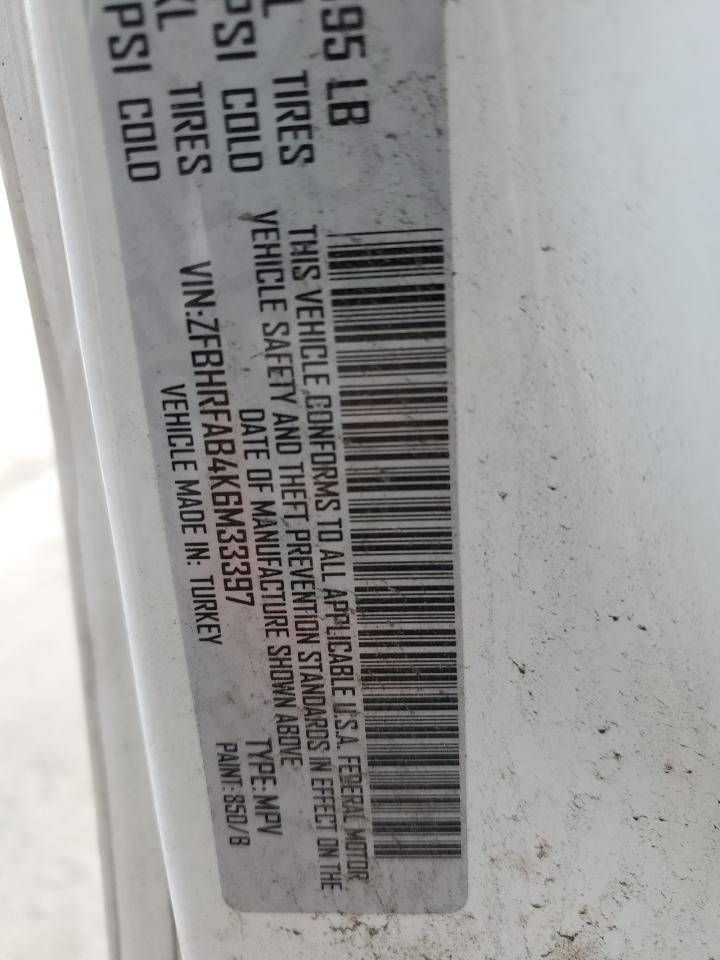 95 LB
TIRES
PSI COLD
XL TIRES
PSI COLD
THIS VEHICLE CONFORMS TO ALL APPLICABLE U.S.A. FEDERAL MOTOR
VEHICLE SAFETY AND THEFT PREVENTION STANDARDS IN EFFECT ON THE
DATE OF MANUFACTURE SHOWN ABOVE
VIN:ZFBHRFAB4K6M33397 TYPE:MPV
VEHICLE MADE IN: TURKEY PAINT:850/B